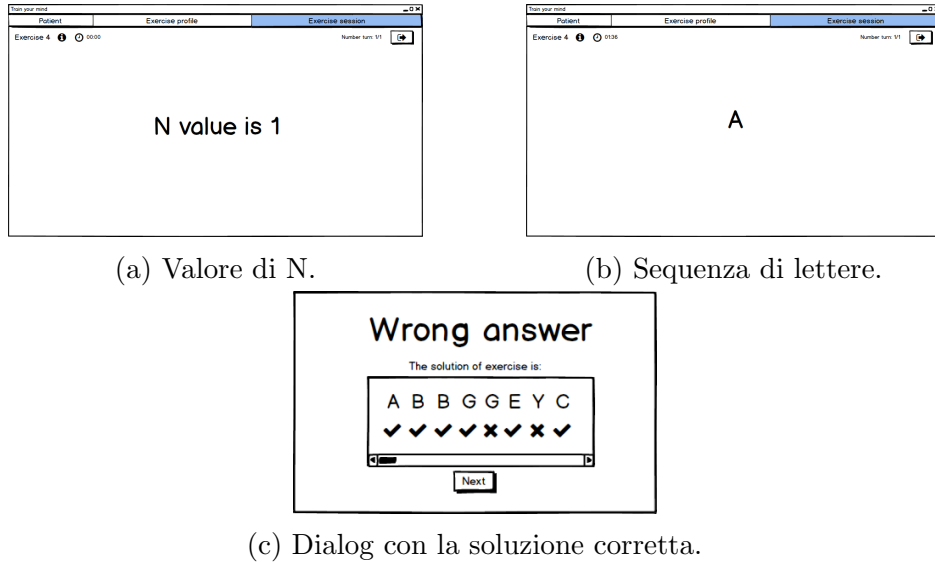 Train your mind
Patient Exercise profile Exercise session
Exercise 4 00:00 Number turn: 1/1
N value is 1
(a) Valore di N.
Train your mind
Patient Exercise profile Exercise session
Exercise 4 01:36 Number turn: 1/1
A
(b) Sequenza di lettere.
Wrong answer
The solution of exercise is:
A B B G G E Y C
Next
(c) Dialog con la soluzione corretta.